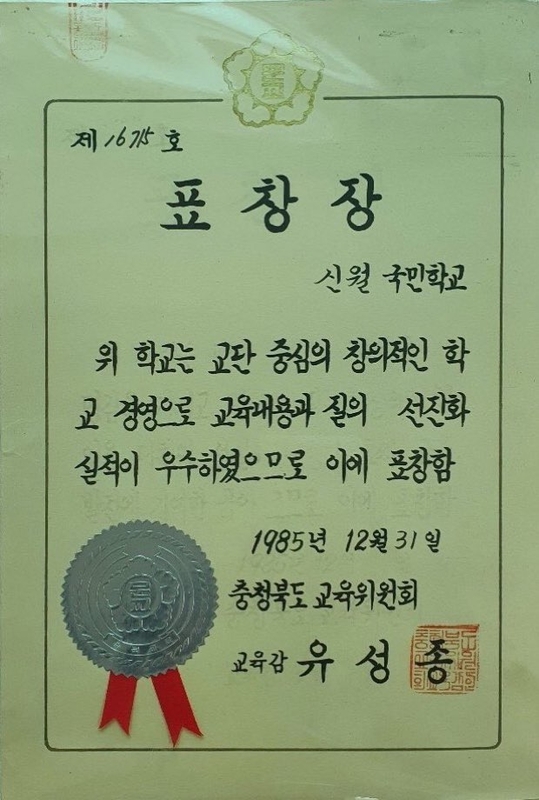 제 1675 호
표 창 장
신월 국민학교
위 학교는 교단 중심의 창의적인 학
교 경영으로 교육내용과 질의 선진화
실적이 우수하였으므로 이에 표창함
1985년 12월 31일
충청북도 교육위원회
교육감 유 성 종